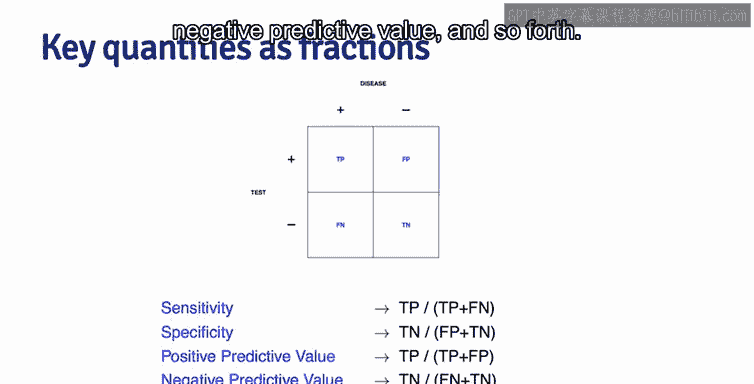 negative predictive value, and so forth.
Key quantities as fractions
DISEASE
+ −
+ TP FP
TEST
− FN TN
Sensitivity → TP / (TP+FN)
Specificity → TN / (FP+TN)
Positive Predictive Value → TP / (TP+FP)
Negative Predictive Value → TN / (FN+TN)